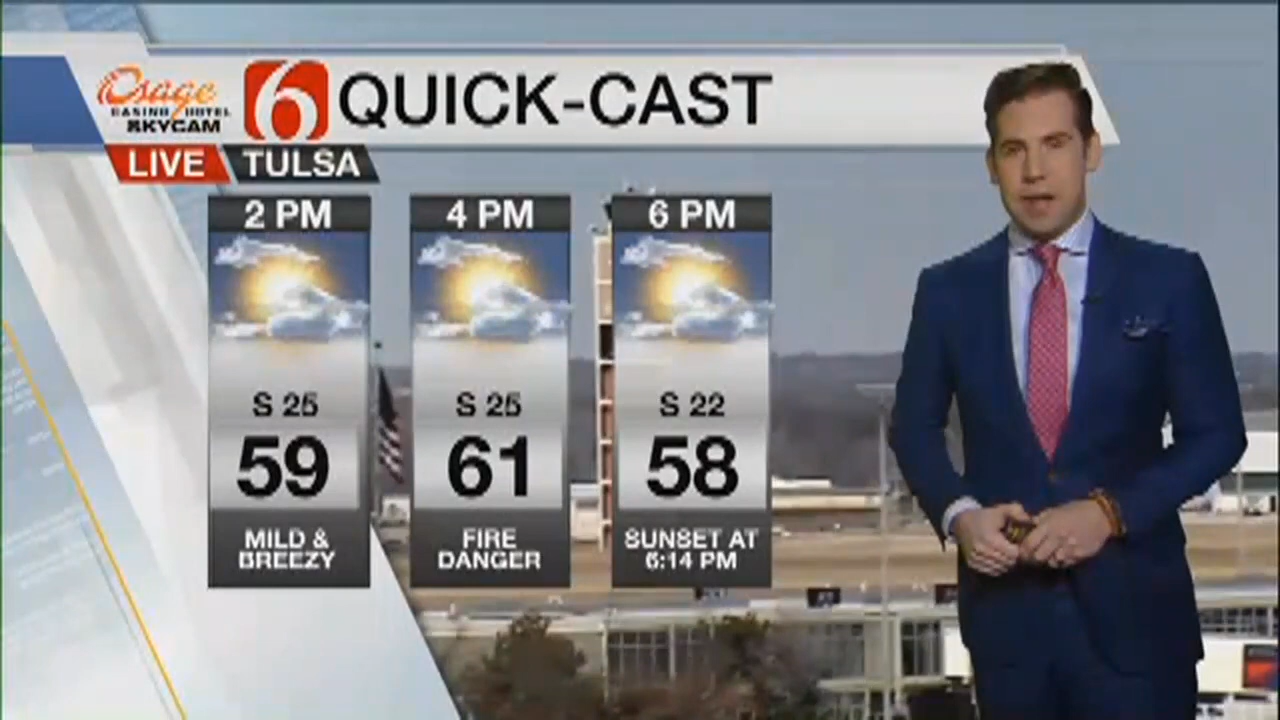 Osage
CASINO HOTEL
SKYCAM
6 QUICK-CAST
LIVE TULSA
2 PM
S 25
59
MILD &
BREEZY
4 PM
S 25
61
FIRE
DANGER
6 PM
S 22
58
SUNSET AT
6:14 PM